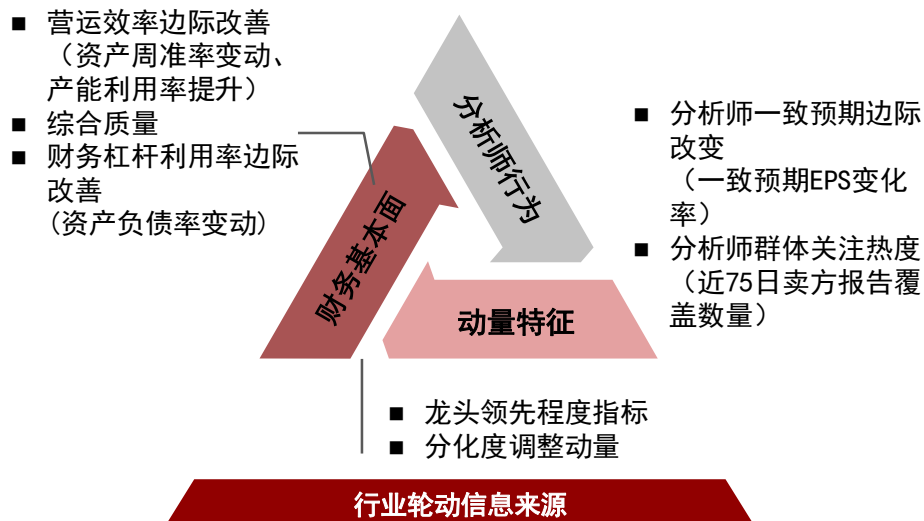 ■ 营运效率边际改善
（资产周准率变动、
产能利用率提升）
■ 综合质量
■ 财务杠杆利用率边际
改善
(资产负债率变动)
分析师行为
财务基本面
动量特征
■ 分析师一致预期边际
改变
（一致预期EPS变化
率）
■ 分析师群体关注热度
（近75日卖方报告覆
盖数量）
■ 龙头领先程度指标
■ 分化度调整动量
行业轮动信息来源